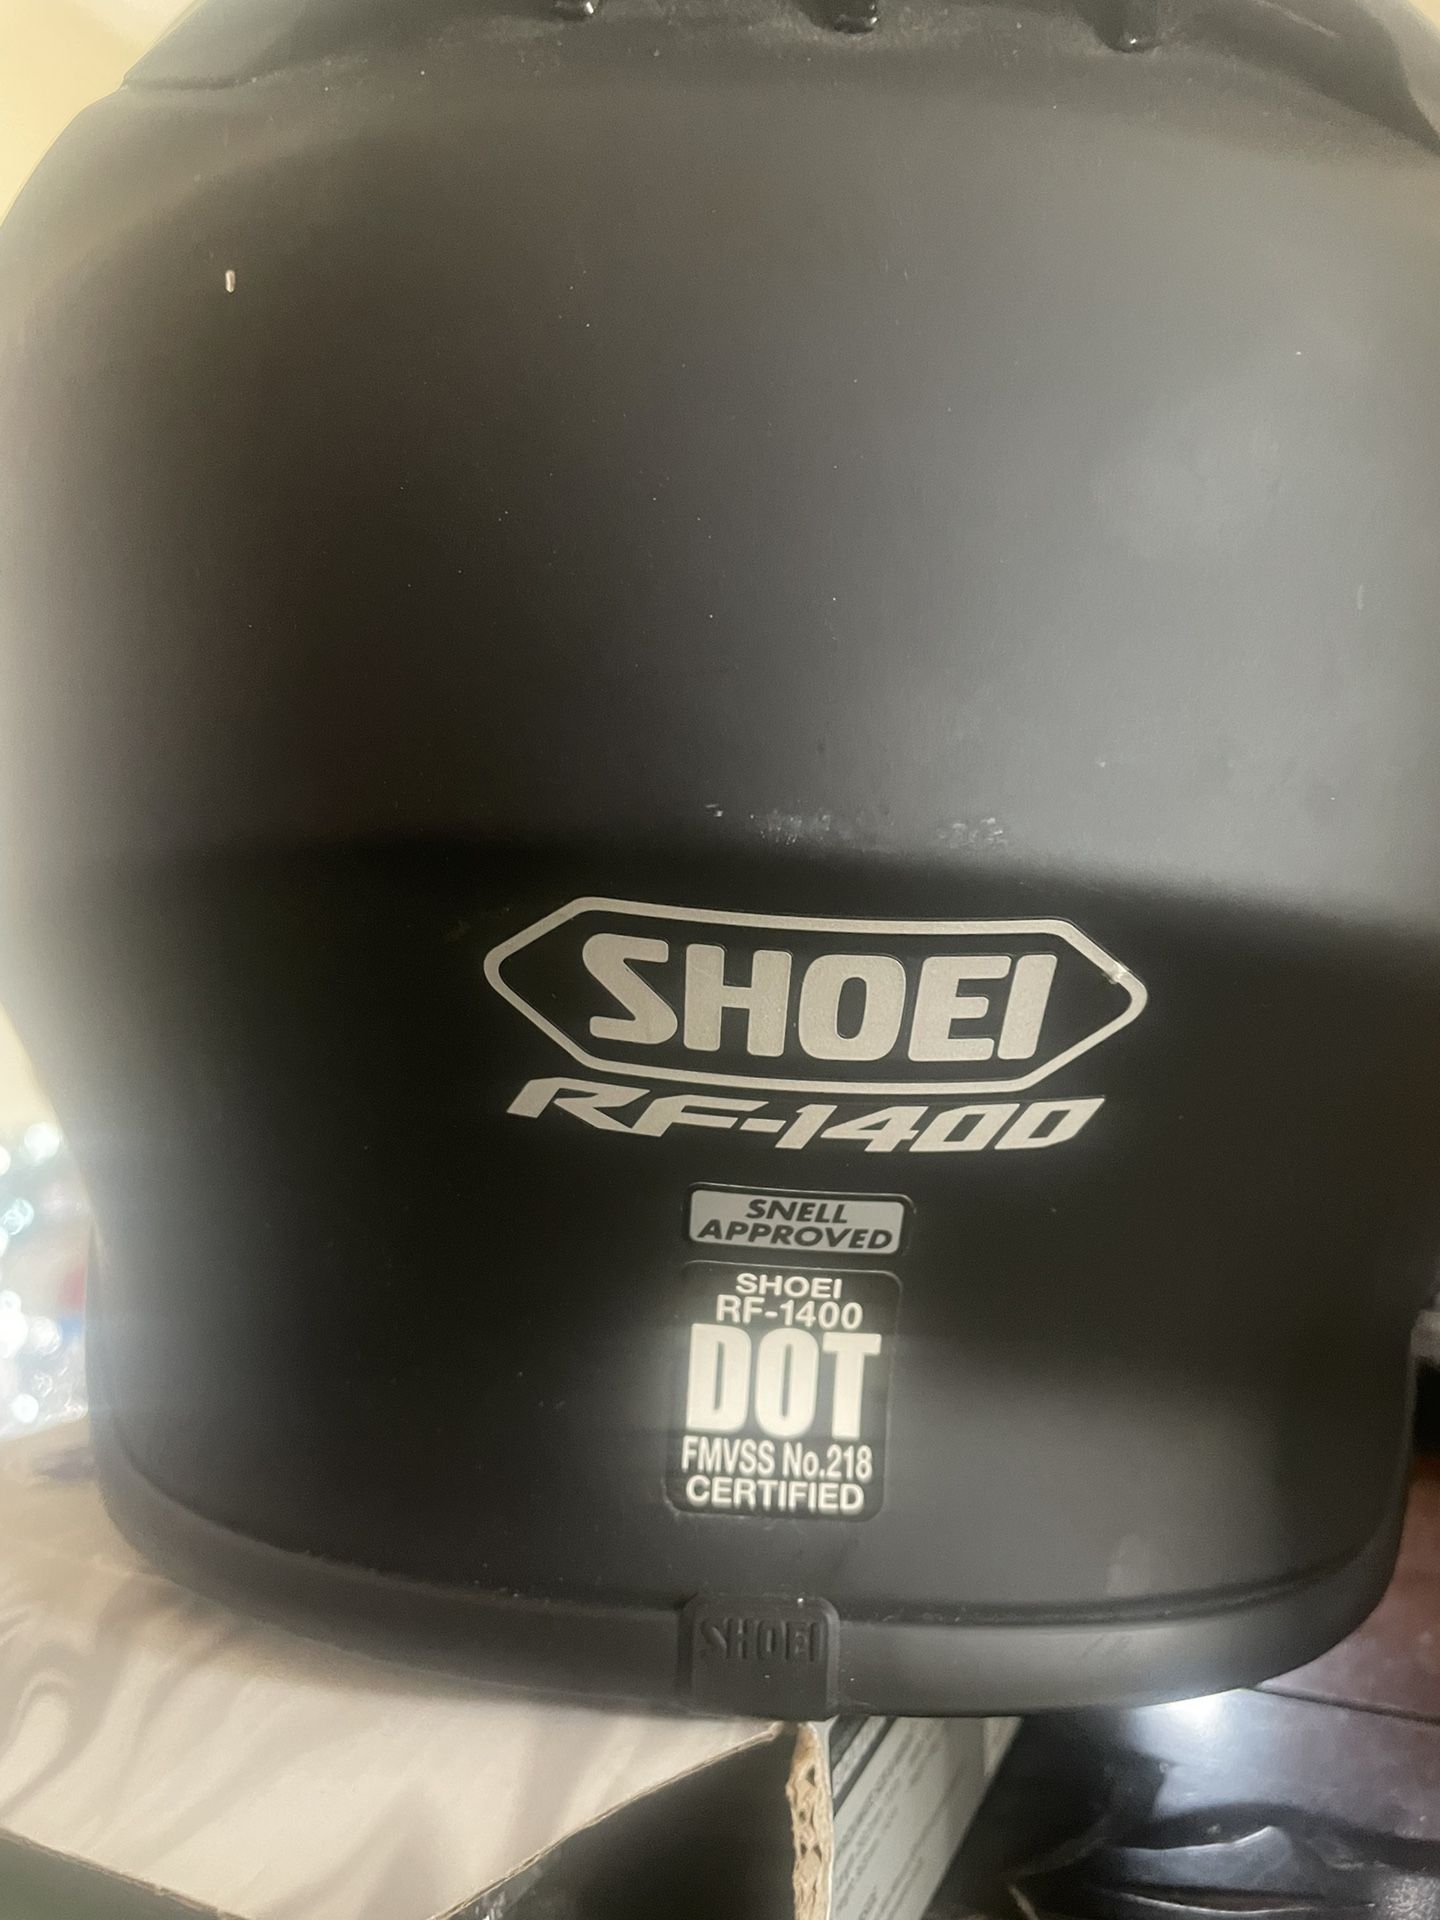 SHOEI
RF-1400
SNELL
APPROVED
SHOEI
RF-1400
DOT
FMVSS No.218
CERTIFIED
SHOEI